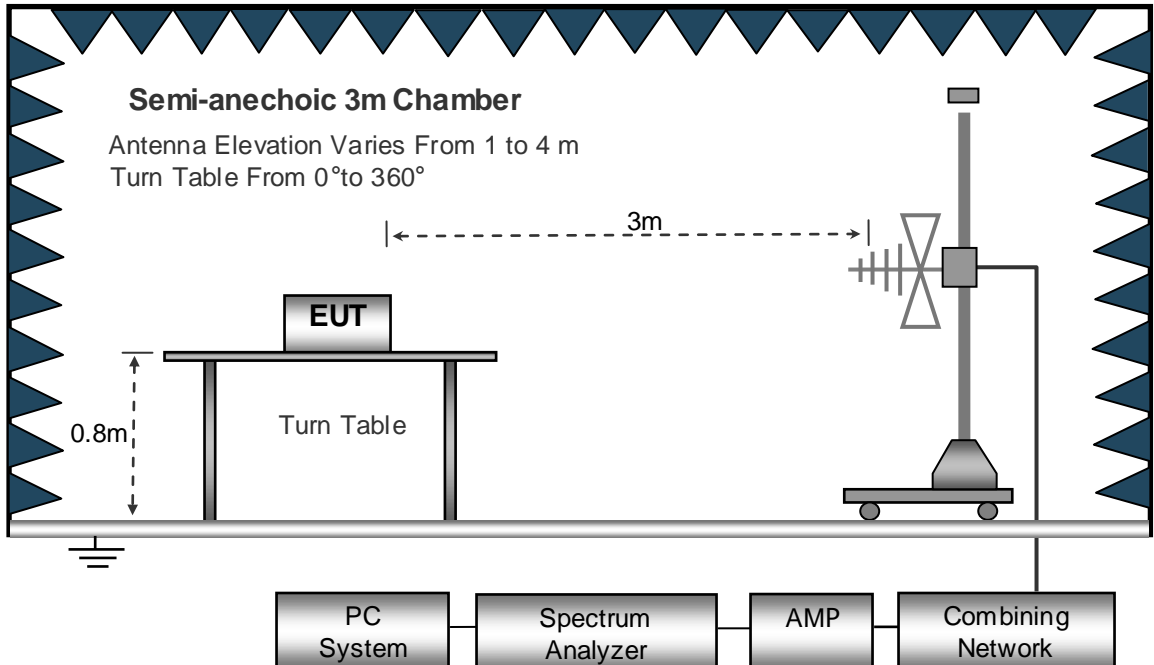 Semi-anechoic 3m Chamber
Antenna Elevation Varies From 1 to 4 m
Turn Table From 0°to 360°
3m
EUT
0.8m
Turn Table
PC
System
Spectrum
Analyzer
AMP
Combining
Network